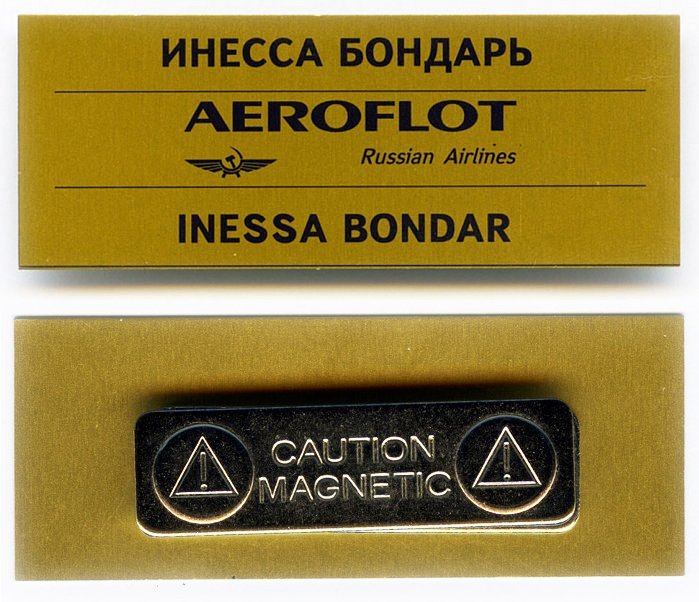 ИНЕССА БОНДАРЬ
AEROFLOT
Russian Airlines
INESSA BONDAR
CAUTION
MAGNETIC